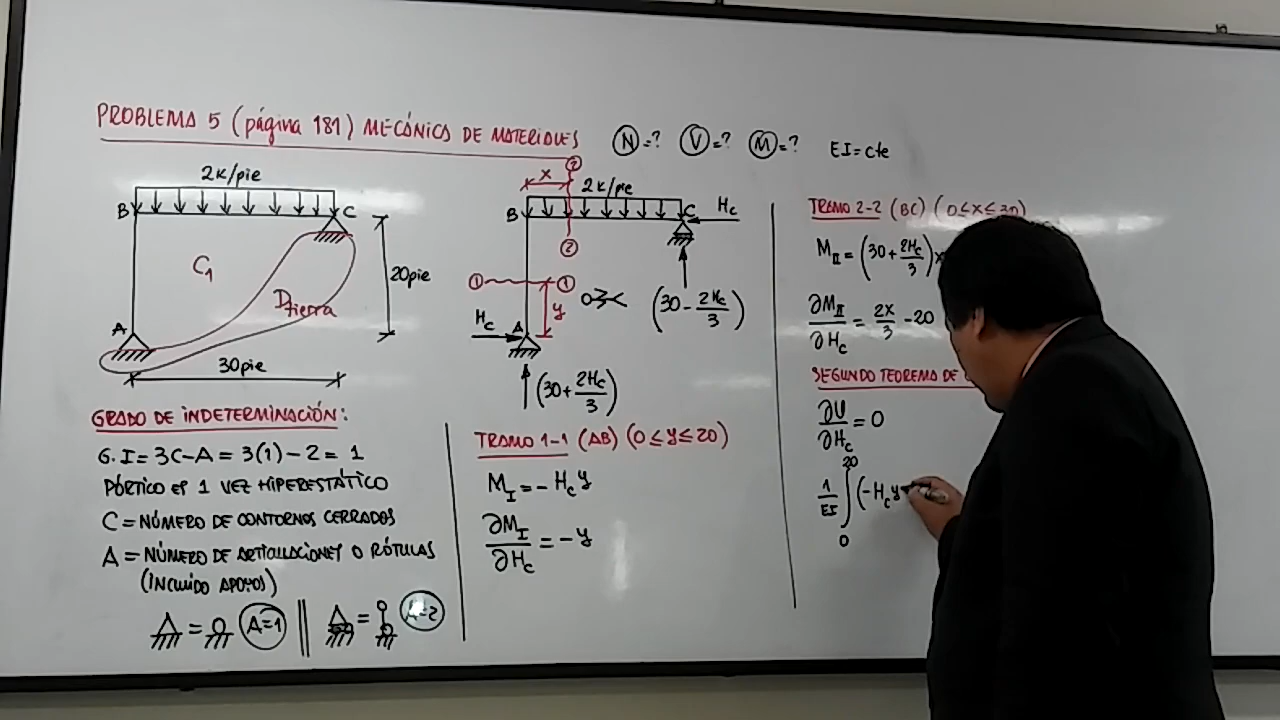 PROBLEMA 5 (página 181) MECÁNICA DE MATERIALES
N=? V=? M=? EI=cte
2k/pie
B
C
C1
Dtierra
A
20pie
30pie
GRADO DE INDETERMINACIÓN:
G.I=3C-A=3(1)-2=1
PÓRTICO ES 1 VEZ HIPERESTÁTICO
C=NÚMERO DE CONTORNOS CERRADOS
A=NÚMERO DE ARTICULACIONES O RÓTULAS
(INCLUIDO APOYOS)
= A=1
= A=2
2
x
2k/pie
B
C
Hc
2
1
1
y
Hc
A
(30-2Hc/3)
(30+2Hc/3)
TRAMO 1-1 (AB) (0≤y≤20)
MI=-Hcy
∂MI/∂Hc=-y
TRAMO 2-2 (BC) (0≤x≤30)
MII=(30+2Hc/3)x
∂MII/∂Hc=2x/3-20
SEGUNDO TEOREMA DE
∂U/∂Hc=0
1/EI∫₀²⁰(-Hcy